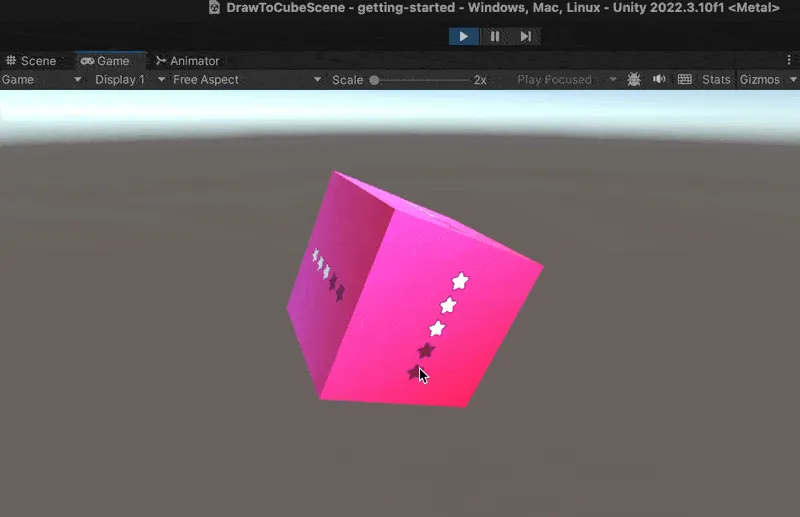 DrawToCubeScene - getting-started - Windows, Mac, Linux - Unity 2022.3.10f1 <Metal>
Scene Game Animator
Game Display 1 Free Aspect Scale 2x Play Focused Stats Gizmos